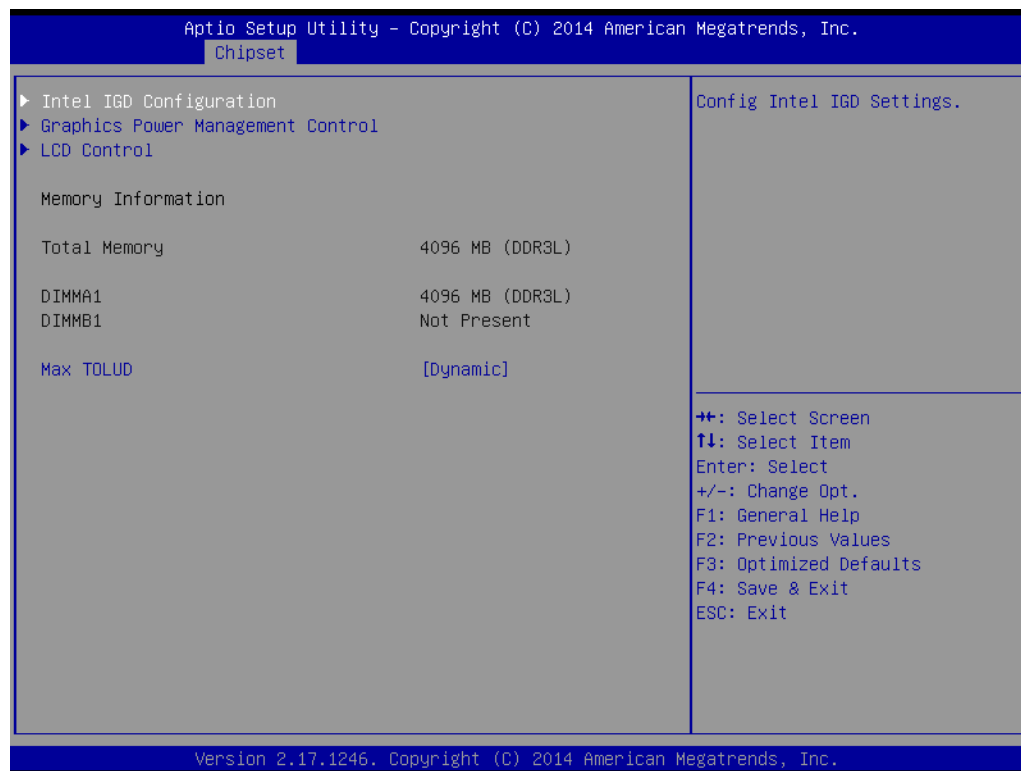 Aptio Setup Utility – Copyright (C) 2014 American Megatrends, Inc.
Chipset
Intel IGD Configuration
Graphics Power Management Control
LCD Control
Memory Information
Total Memory 4096 MB (DDR3L)
DIMMA1 4096 MB (DDR3L)
DIMMB1 Not Present
Max TOLUD [Dynamic]
Config Intel IGD Settings.
→←: Select Screen
↑↓: Select Item
Enter: Select
+/-: Change Opt.
F1: General Help
F2: Previous Values
F3: Optimized Defaults
F4: Save & Exit
ESC: Exit
Version 2.17.1246. Copyright (C) 2014 American Megatrends, Inc.